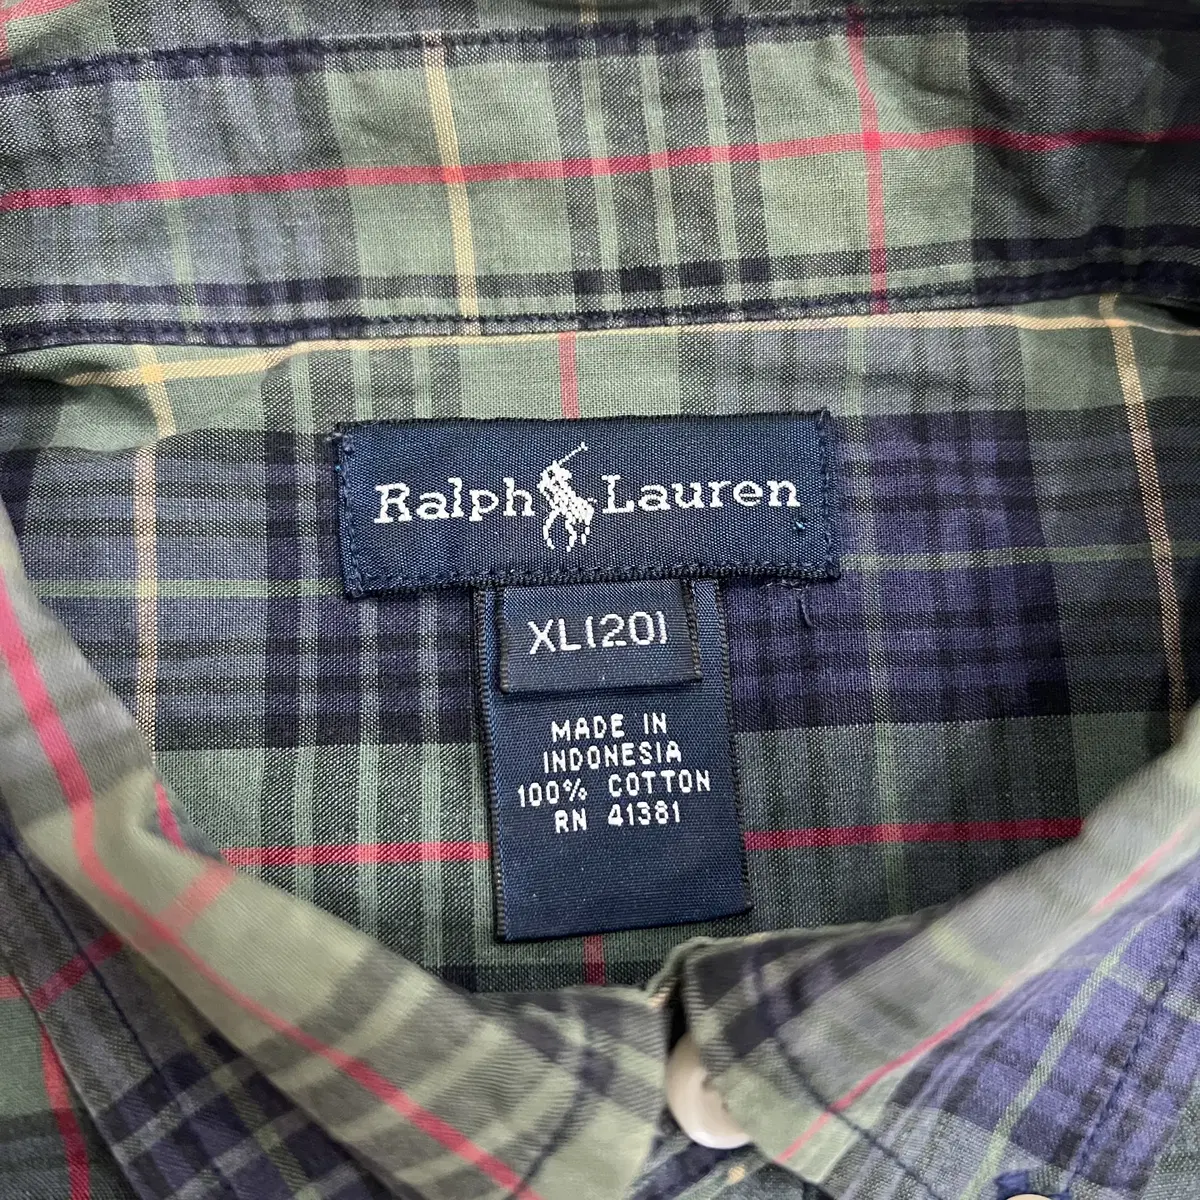 Ralph Lauren
XL(20)
MADE IN
INDONESIA
100% COTTON
RN 41381